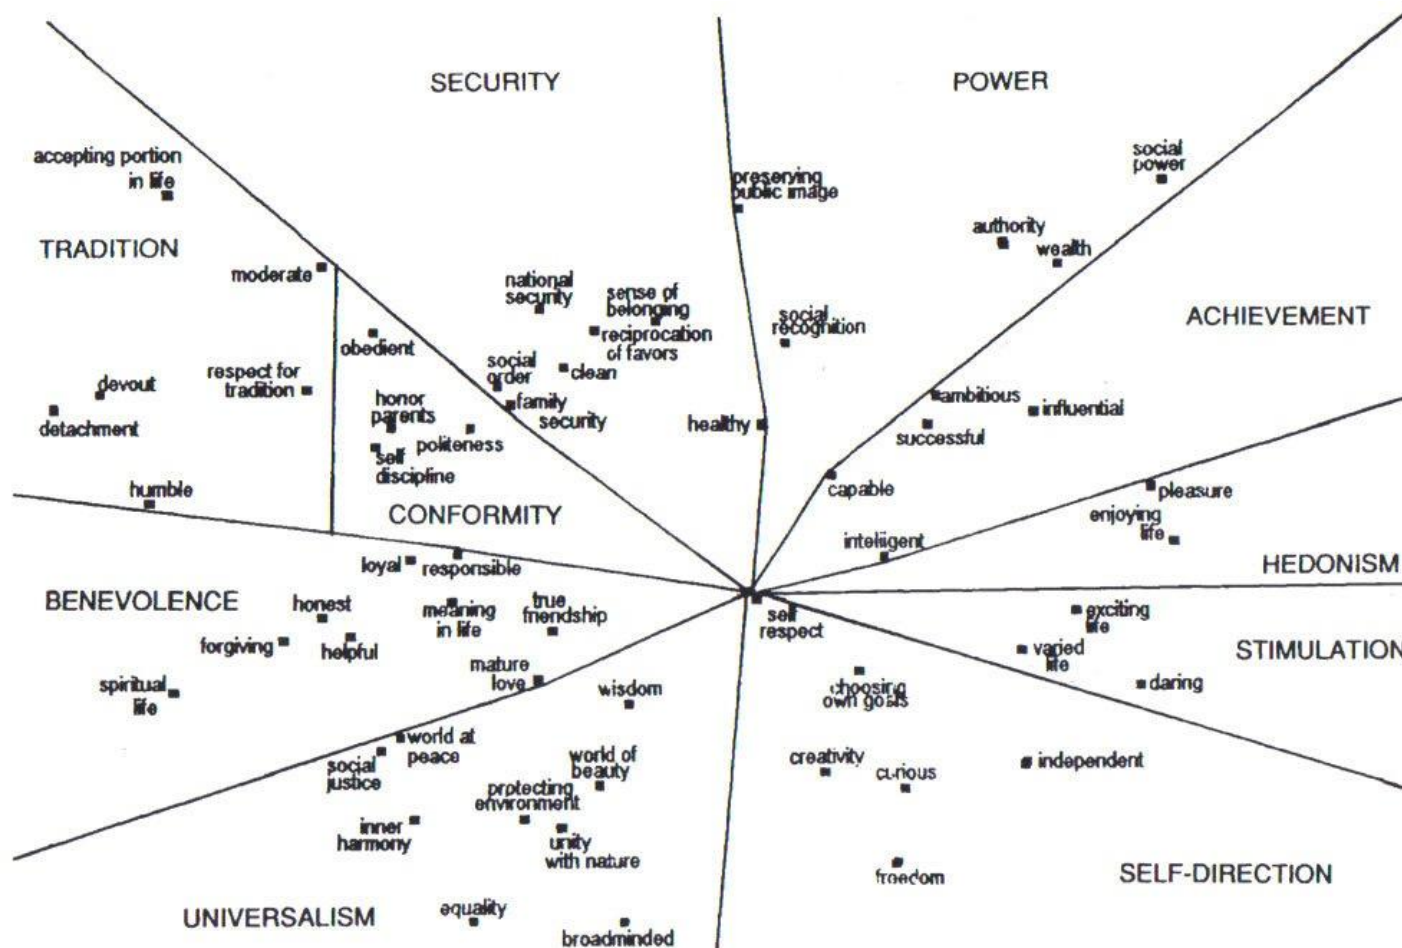 SECURITY
POWER
accepting portion
in life
social
power
preserving
public image
TRADITION
authority
wealth
moderate
national
security
sense of
belonging
social
recognition
ACHIEVEMENT
obedient
reciprocation
of favors
respect for
tradition
social
order
clean
devout
detachment
honor
parents
family
security
ambitious
influential
healthy
successful
politeness
self
discipline
humble
capable
pleasure
enjoying
life
CONFORMITY
intelligent
loyal
responsible
HEDONISM
BENEVOLENCE
honest
meaning
in life
true
friendship
self
respect
exciting
life
forgiving
helpful
varied
life
STIMULATION
spiritual
life
mature
love
wisdom
choosing
own goals
daring
world at
peace
social
justice
world of
beauty
creativity
curious
independent
protecting
environment
inner
harmony
unity
with nature
freedom
SELF-DIRECTION
UNIVERSALISM
equality
broadminded